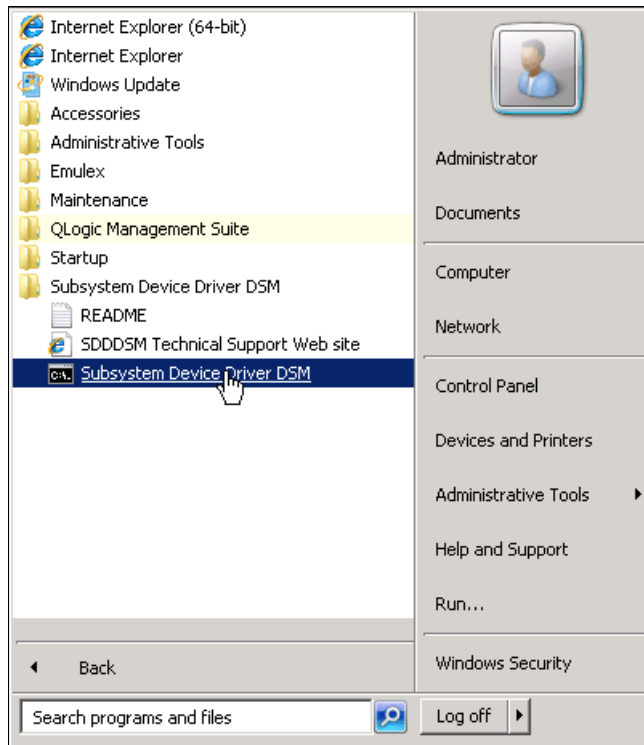 Internet Explorer (64-bit)
Internet Explorer
Windows Update
Accessories
Administrative Tools
Emulex
Maintenance
QLogic Management Suite
Startup
Subsystem Device Driver DSM
README
SDDDSM Technical Support Web site
C:\.
Subsystem Device Driver DSM
Back
Search programs and files
Administrator
Documents
Computer
Network
Control Panel
Devices and Printers
Administrative Tools
Help and Support
Run...
Windows Security
Log off